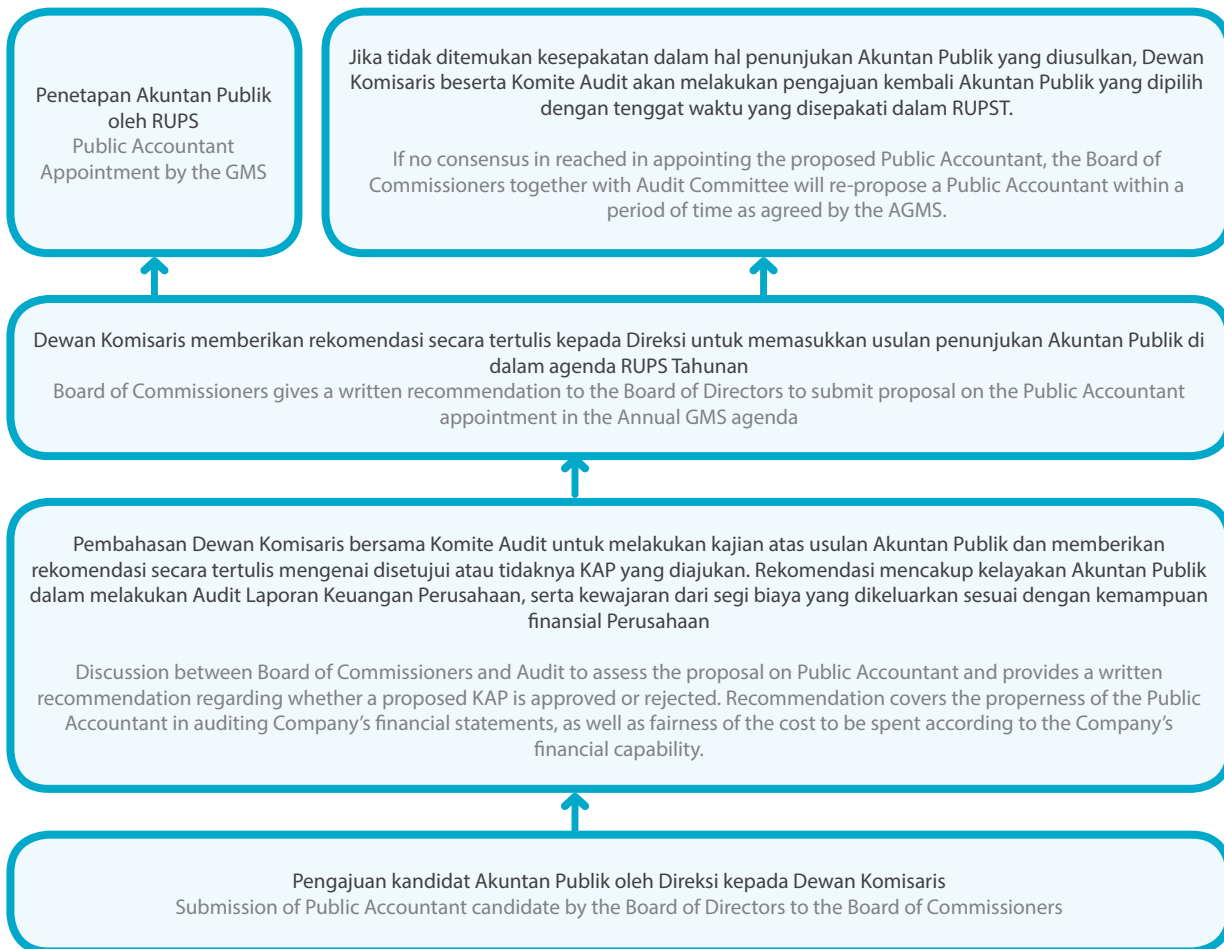 Penetapan Akuntan Publik
oleh RUPS
Public Accountant
Appointment by the GMS
Jika tidak ditemukan kesepakatan dalam hal penunjukan Akuntan Publik yang diusulkan, Dewan
Komisaris beserta Komite Audit akan melakukan pengajuan kembali Akuntan Publik yang dipilih
dengan tenggat waktu yang disepakati dalam RUPST.
If no consensus in reached in appointing the proposed Public Accountant, the Board of
Commissioners together with Audit Committee will re-propose a Public Accountant within a
period of time as agreed by the AGMS.
Dewan Komisaris memberikan rekomendasi secara tertulis kepada Direksi untuk memasukkan usulan penunjukan Akuntan Publik di
dalam agenda RUPS Tahunan
Board of Commissioners gives a written recommendation to the Board of Directors to submit proposal on the Public Accountant
appointment in the Annual GMS agenda
Pembahasan Dewan Komisaris bersama Komite Audit untuk melakukan kajian atas usulan Akuntan Publik dan memberikan
rekomendasi secara tertulis mengenai disetujui atau tidaknya KAP yang diajukan. Rekomendasi mencakup kelayakan Akuntan Publik
dalam melakukan Audit Laporan Keuangan Perusahaan, serta kewajaran dari segi biaya yang dikeluarkan sesuai dengan kemampuan
finansial Perusahaan
Discussion between Board of Commissioners and Audit to assess the proposal on Public Accountant and provides a written
recommendation regarding whether a proposed KAP is approved or rejected. Recommendation covers the properness of the Public
Accountant in auditing Company's financial statements, as well as fairness of the cost to be spent according to the Company's
financial capability.
Pengajuan kandidat Akuntan Publik oleh Direksi kepada Dewan Komisaris
Submission of Public Accountant candidate by the Board of Directors to the Board of Commissioners